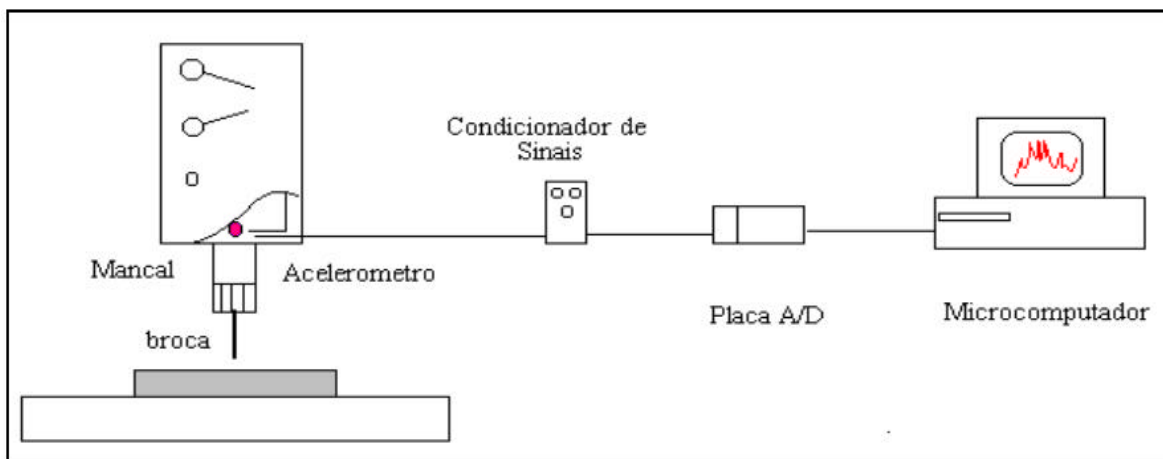 Condicionador de
Sinais
Mancal
Acelerometro
broca
Placa A/D
Microcomputador